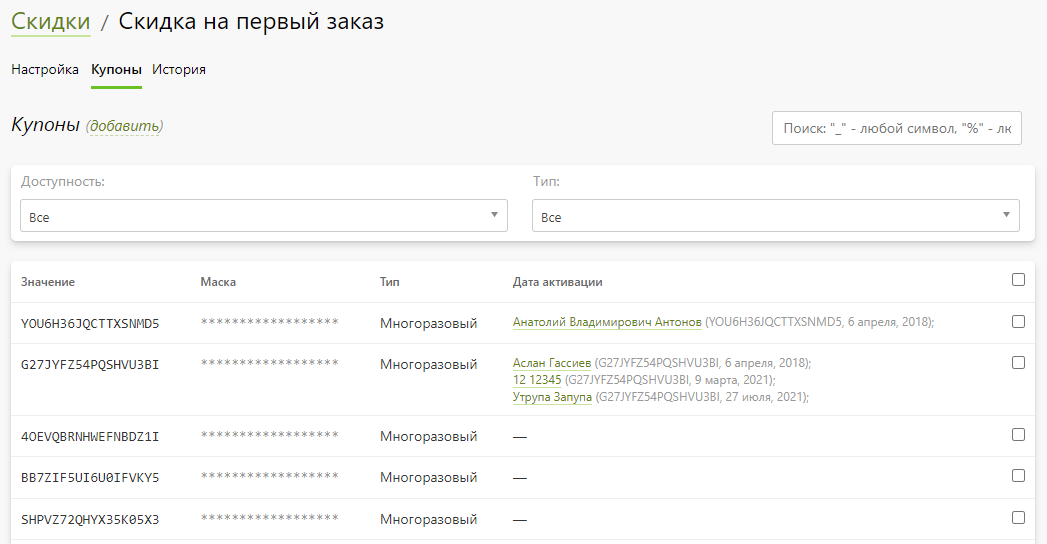 Скидки / Скидка на первый заказ
Настройка Купоны История
Купоны (добавить)
Поиск: "_" - любой символ, "%" - лк
Доступность: Тип:
Все Все
Значение Маска Тип Дата активации
YOU6H36JQCTTXSNMD5 ****************** Многоразовый Анатолий Владимирович Антонов (YOU6H36JQCTTXSNMD5, 6 апреля, 2018);
G27JYFZ54PQSHVU3BI ****************** Многоразовый Аслан Гассиев (G27JYFZ54PQSHVU3BI, 6 апреля, 2018);
12 12345 (G27JYFZ54PQSHVU3BI, 9 марта, 2021);
Утрупа Запупа (G27JYFZ54PQSHVU3BI, 27 июля, 2021);
4OEVQBRNHWEFNBDZ1I ****************** Многоразовый —
BB7ZIF5UI6U0IFVKY5 ****************** Многоразовый —
SHPVZ72QHYX35K05X3 ****************** Многоразовый —